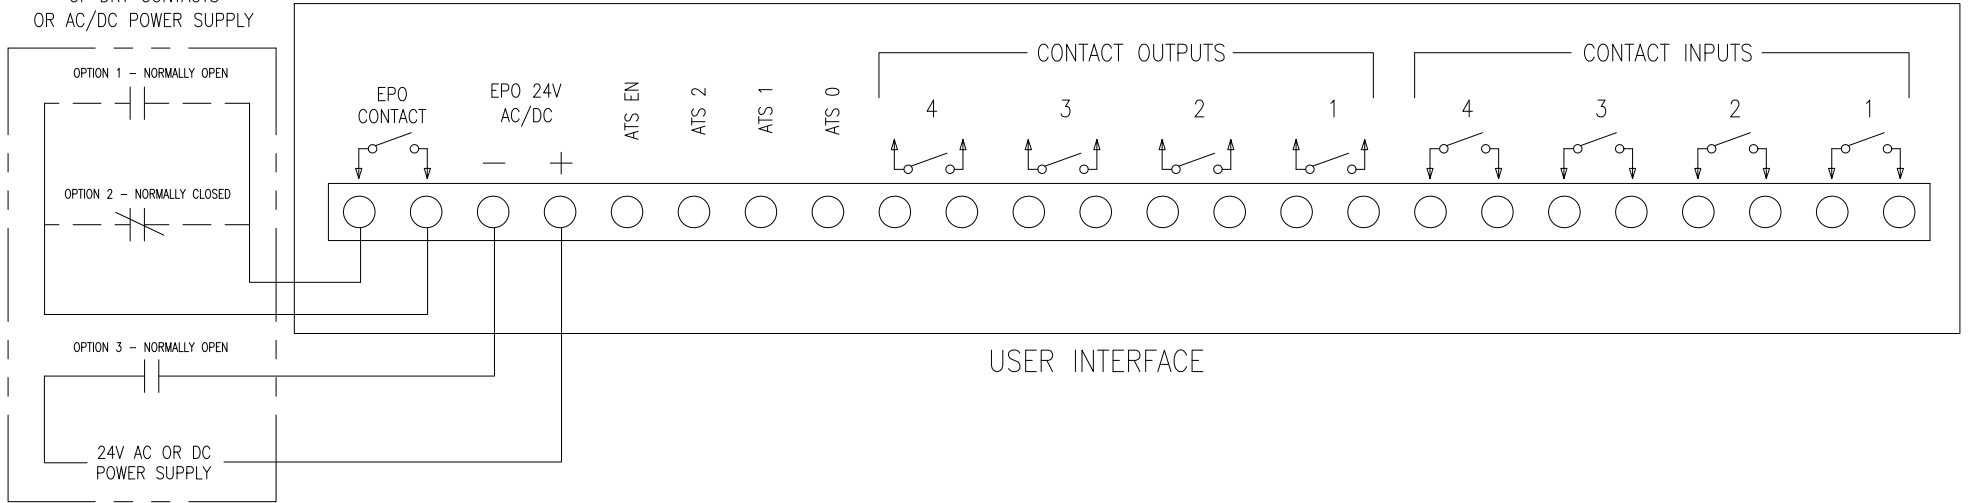 OR AC/DC POWER SUPPLY
OPTION 1 – NORMALLY OPEN
OPTION 2 – NORMALLY CLOSED
OPTION 3 – NORMALLY OPEN
24V AC OR DC
POWER SUPPLY
EPO
CONTACT
EPO 24V
AC/DC
– +
ATS EN
ATS 2
ATS 1
ATS 0
CONTACT OUTPUTS
4 3 2 1
CONTACT INPUTS
4 3 2 1
USER INTERFACE